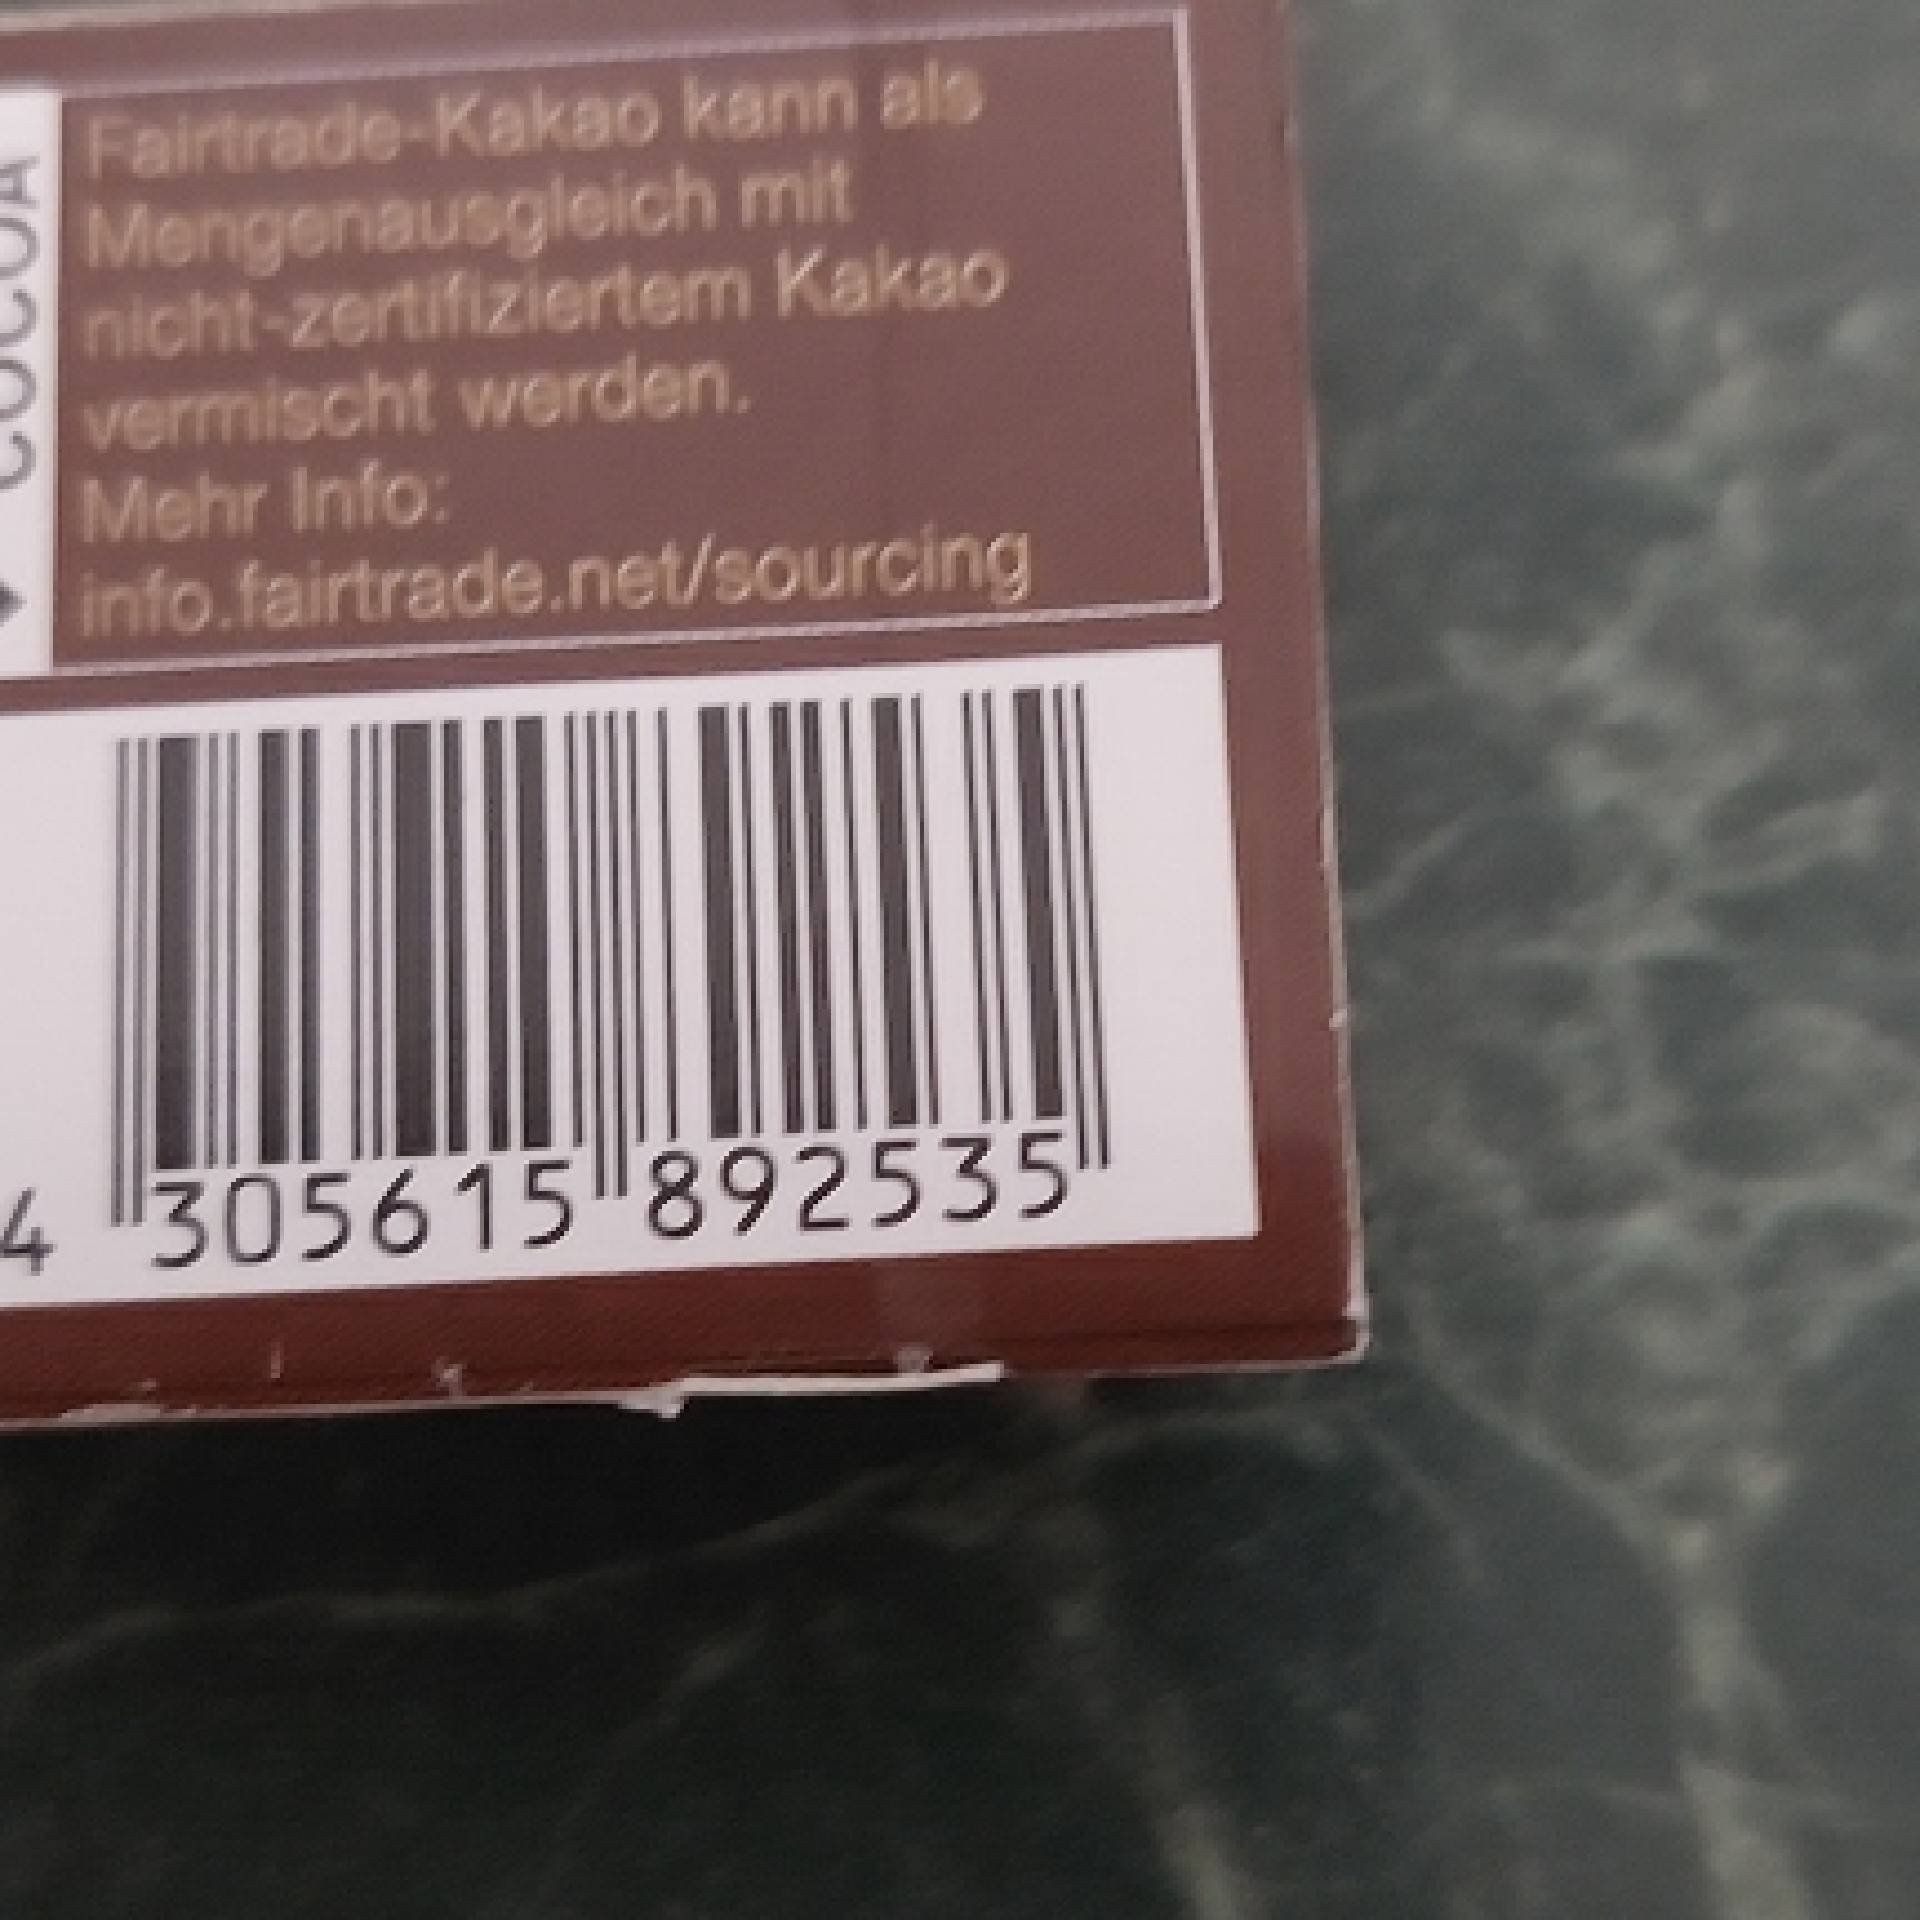 COCOA
Fairtrade-Kakao kann als
Mengenausgleich mit
nicht-zertifiziertem Kakao
vermischt werden.
Mehr Info:
info.fairtrade.net/sourcing
4 305615 892535